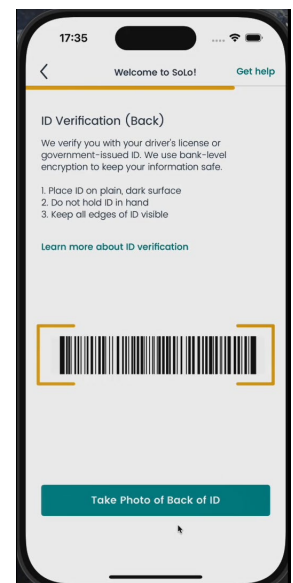 17:35
Welcome to SoLo!
Get help
ID Verification (Back)
We verify you with your driver's license or
government-issued ID. We use bank-level
encryption to keep your information safe.
1. Place ID on plain, dark surface
2. Do not hold ID in hand
3. Keep all edges of ID visible
Learn more about ID verification
Take Photo of Back of ID